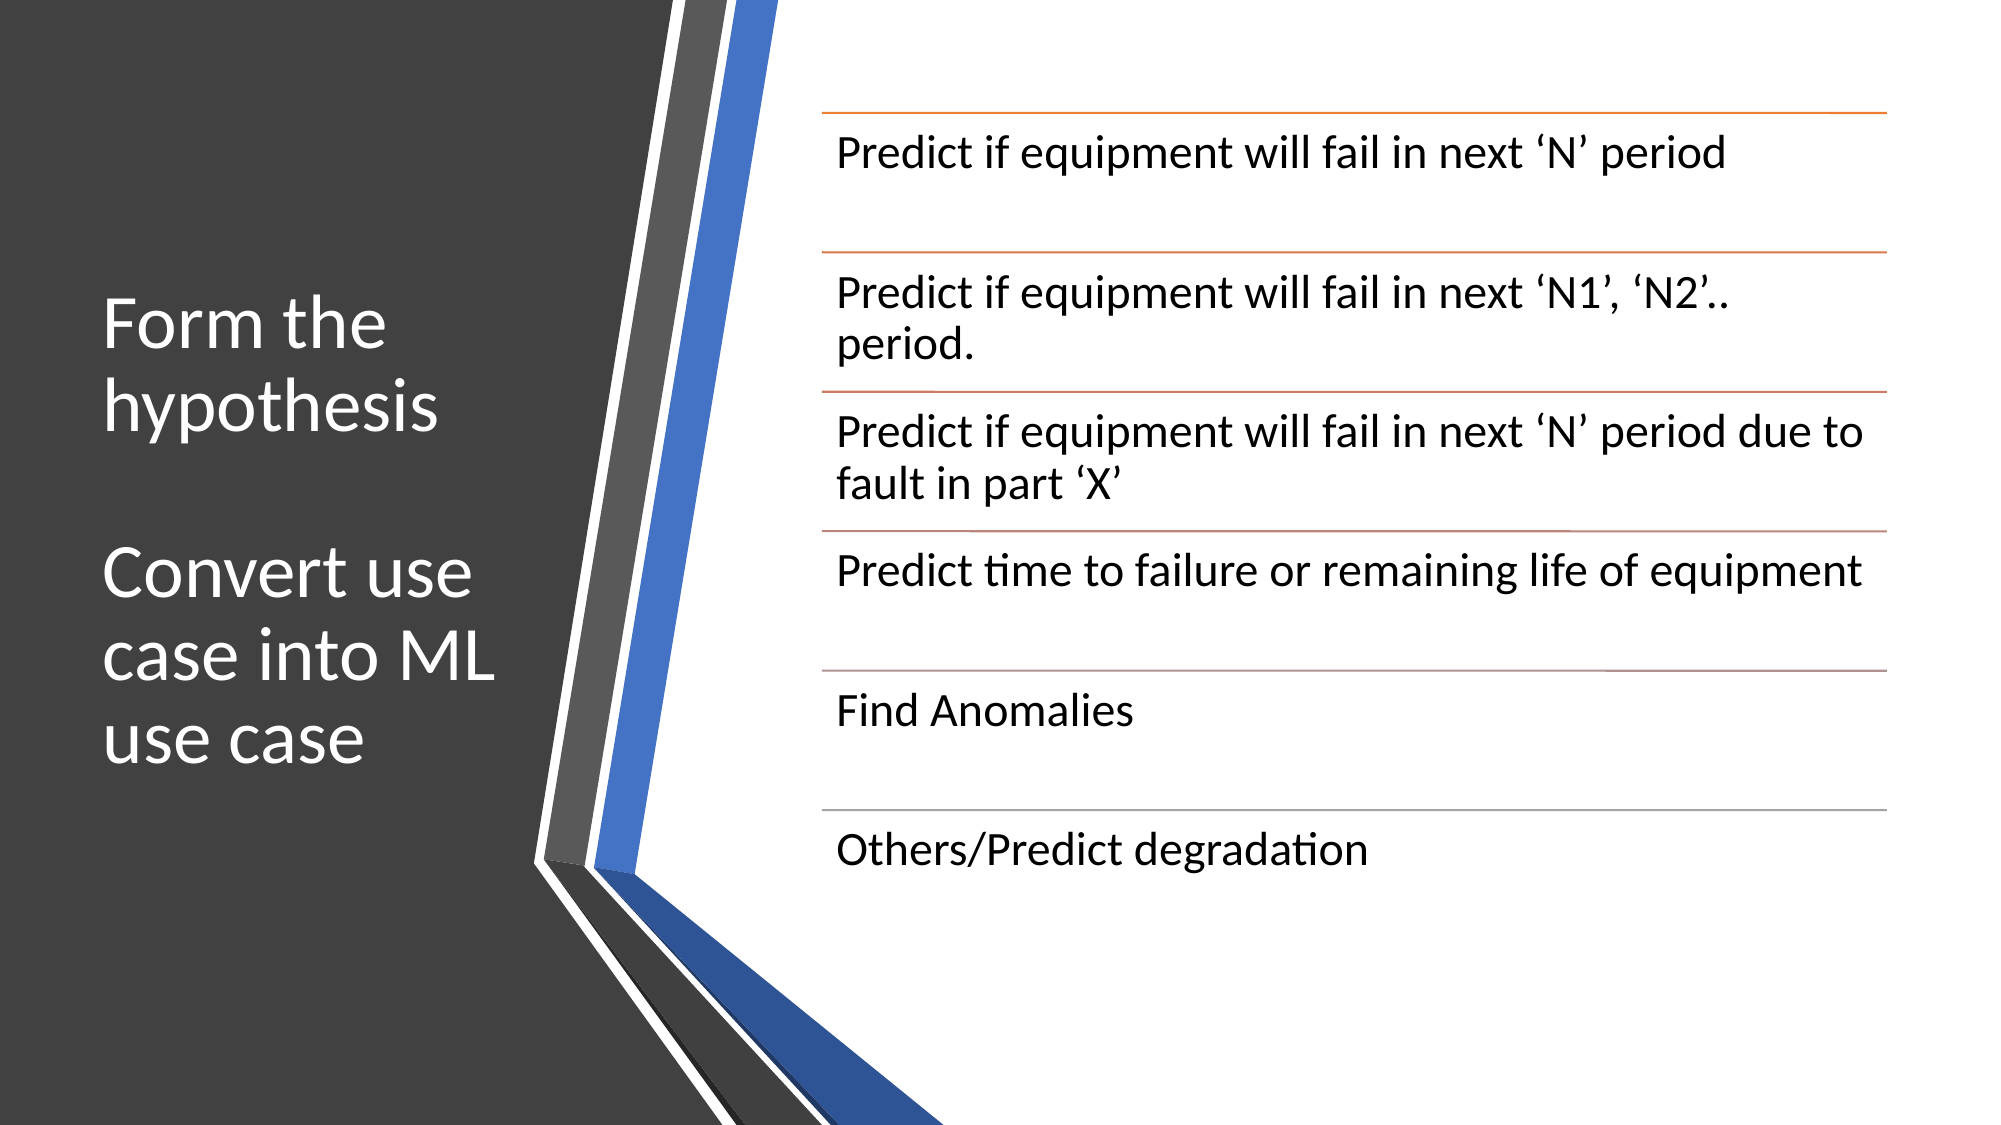 Form the
hypothesis
Convert use
case into ML
use case
Predict if equipment will fail in next ‘N’ period
Predict if equipment will fail in next ‘N1’, ‘N2’..
period.
Predict if equipment will fail in next ‘N’ period due to
fault in part ‘X’
Predict time to failure or remaining life of equipment
Find Anomalies
Others/Predict degradation